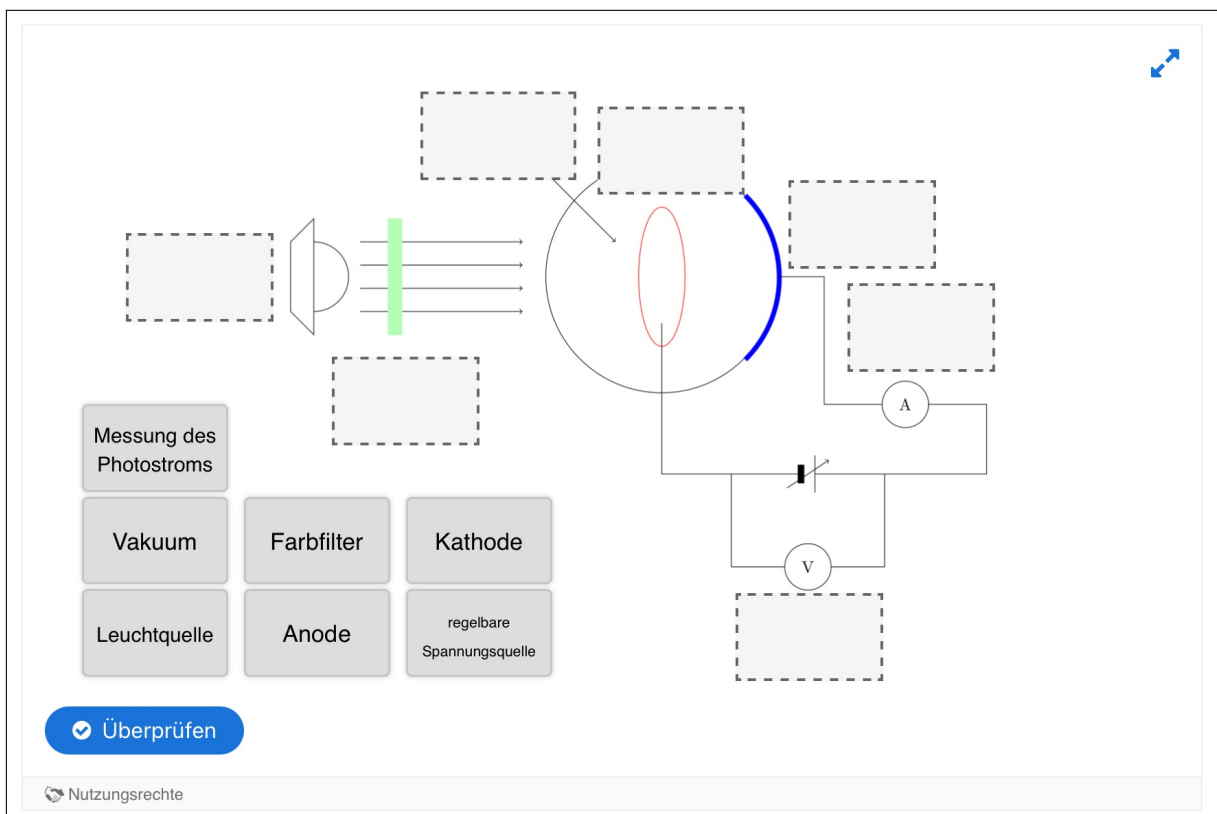 A
Messung des
Photostroms
Vakuum
Farbfilter
Kathode
V
Leuchtquelle
Anode
regelbare
Spannungsquelle
Überprüfen
Nutzungsrechte